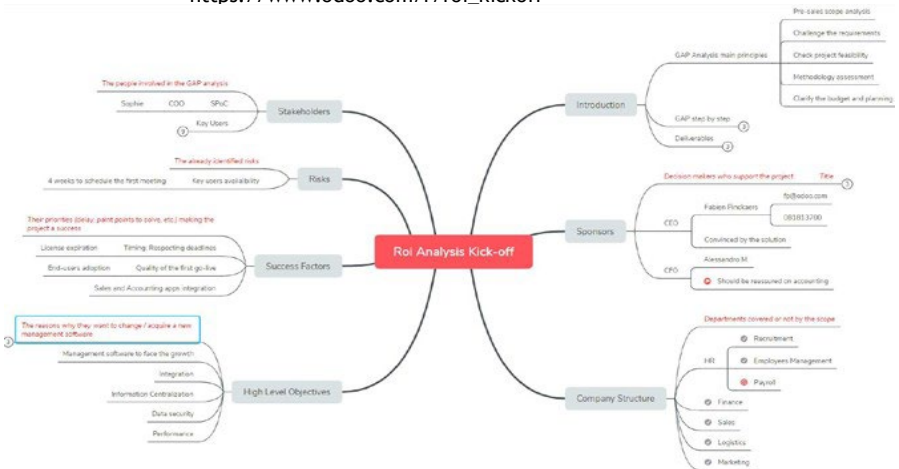 Pre-sales scope analysis
Challenge the requirements
GAP Analysis main principles
Check project feasibility
Methodology assessment
Clarify the budget and planning
Introduction
GAP step by step
Deliverables
The people involved in the GAP analysis
Sophie COO SPoC
Key Users
Stakeholders
The already identified risks
4 weeks to schedule the first meeting
Key users availaibility
Risks
Decision makers who support the project
Title
fp@odoo.com
Fabien Pinckaers
081813700
CEO
Convinced by the solution
Sponsors
Alessandro M.
CFO
Should be reassured on accounting
Their priorities (delay, paint points to solve, etc.) making the
project a success
License expiration
Timing: Respecting deadlines
End-users adoption
Quality of the first go-live
Sales and Accounting apps integration
Success Factors
RoI Analysis Kick-off
The reasons why they want to change / acquire a new
management software
Management software to face the growth
Integration
Information Centralization
Data security
Performance
High Level Objectives
Departments covered or not by the scope
Recruitment
HR
Employees Management
Payroll
Company Structure
Finance
Sales
Logistics
Marketing